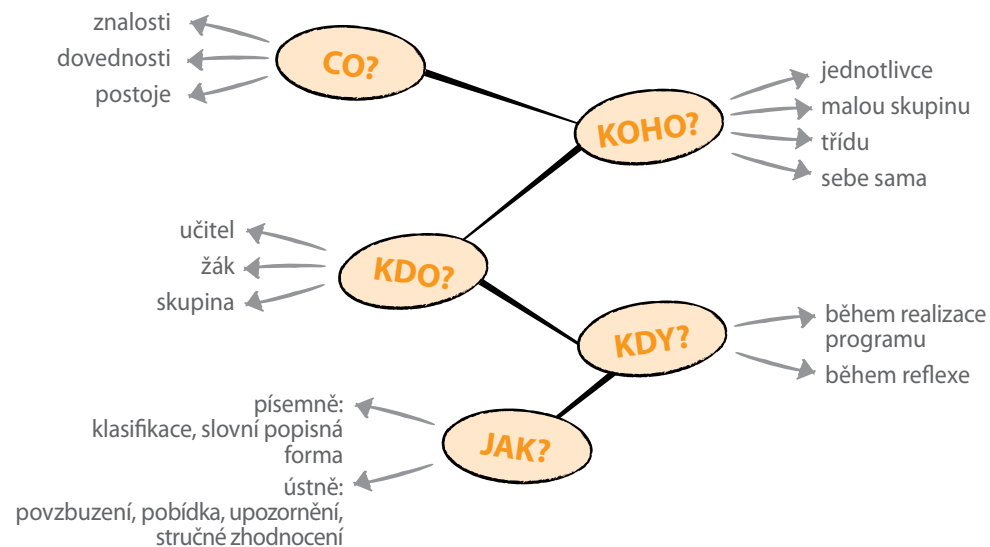 znalosti
dovednosti
postoje
CO?
KOHO?
jednotlivce
malou skupinu
třídu
sebe sama
učitel
žák
skupina
KDO?
KDY?
během realizace
programu
během reflexe
písemně:
klasifikace, slovní popisná
forma
ústně:
povzbuzení, pobídka, upozornění,
stručné zhodnocení
JAK?